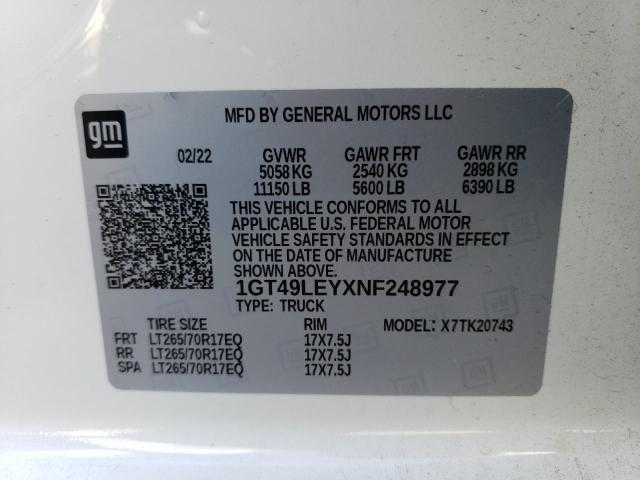 gm
MFD BY GENERAL MOTORS LLC
02/22 GVWR GAWR FRT GAWR RR
5058 KG 2540 KG 2898 KG
11150 LB 5600 LB 6390 LB
THIS VEHICLE CONFORMS TO ALL
APPLICABLE U.S. FEDERAL MOTOR
VEHICLE SAFETY STANDARDS IN EFFECT
ON THE DATE OF MANUFACTURE
SHOWN ABOVE.
1GT49LEYXNF248977
TYPE: TRUCK
TIRE SIZE RIM MODEL: X7TK20743
FRT LT265/70R17EQ 17X7.5J
RR LT265/70R17EQ 17X7.5J
SPA LT265/70R17EQ 17X7.5J